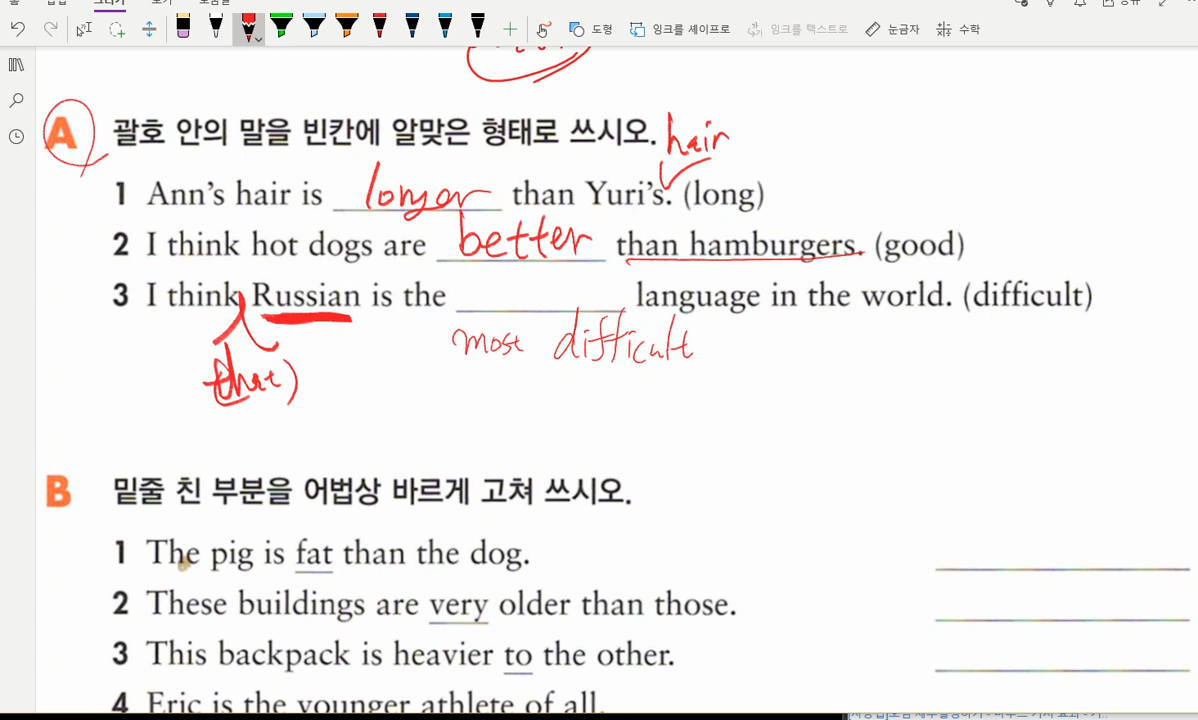 도형 잉크를 셰이프로 잉크를 텍스트로 눈금자 수학
A 괄호 안의 말을 빈칸에 알맞은 형태로 쓰시오. hair
1 Ann's hair is longer than Yuri's. (long)
2 I think hot dogs are better than hamburgers. (good)
3 I think Russian is the language in the world. (difficult)
most difficult
that)
B 밑줄 친 부분을 어법상 바르게 고쳐 쓰시오.
1 The pig is fat than the dog.
2 These buildings are very older than those.
3 This backpack is heavier to the other.
4 Eric is the younger athlete of all.